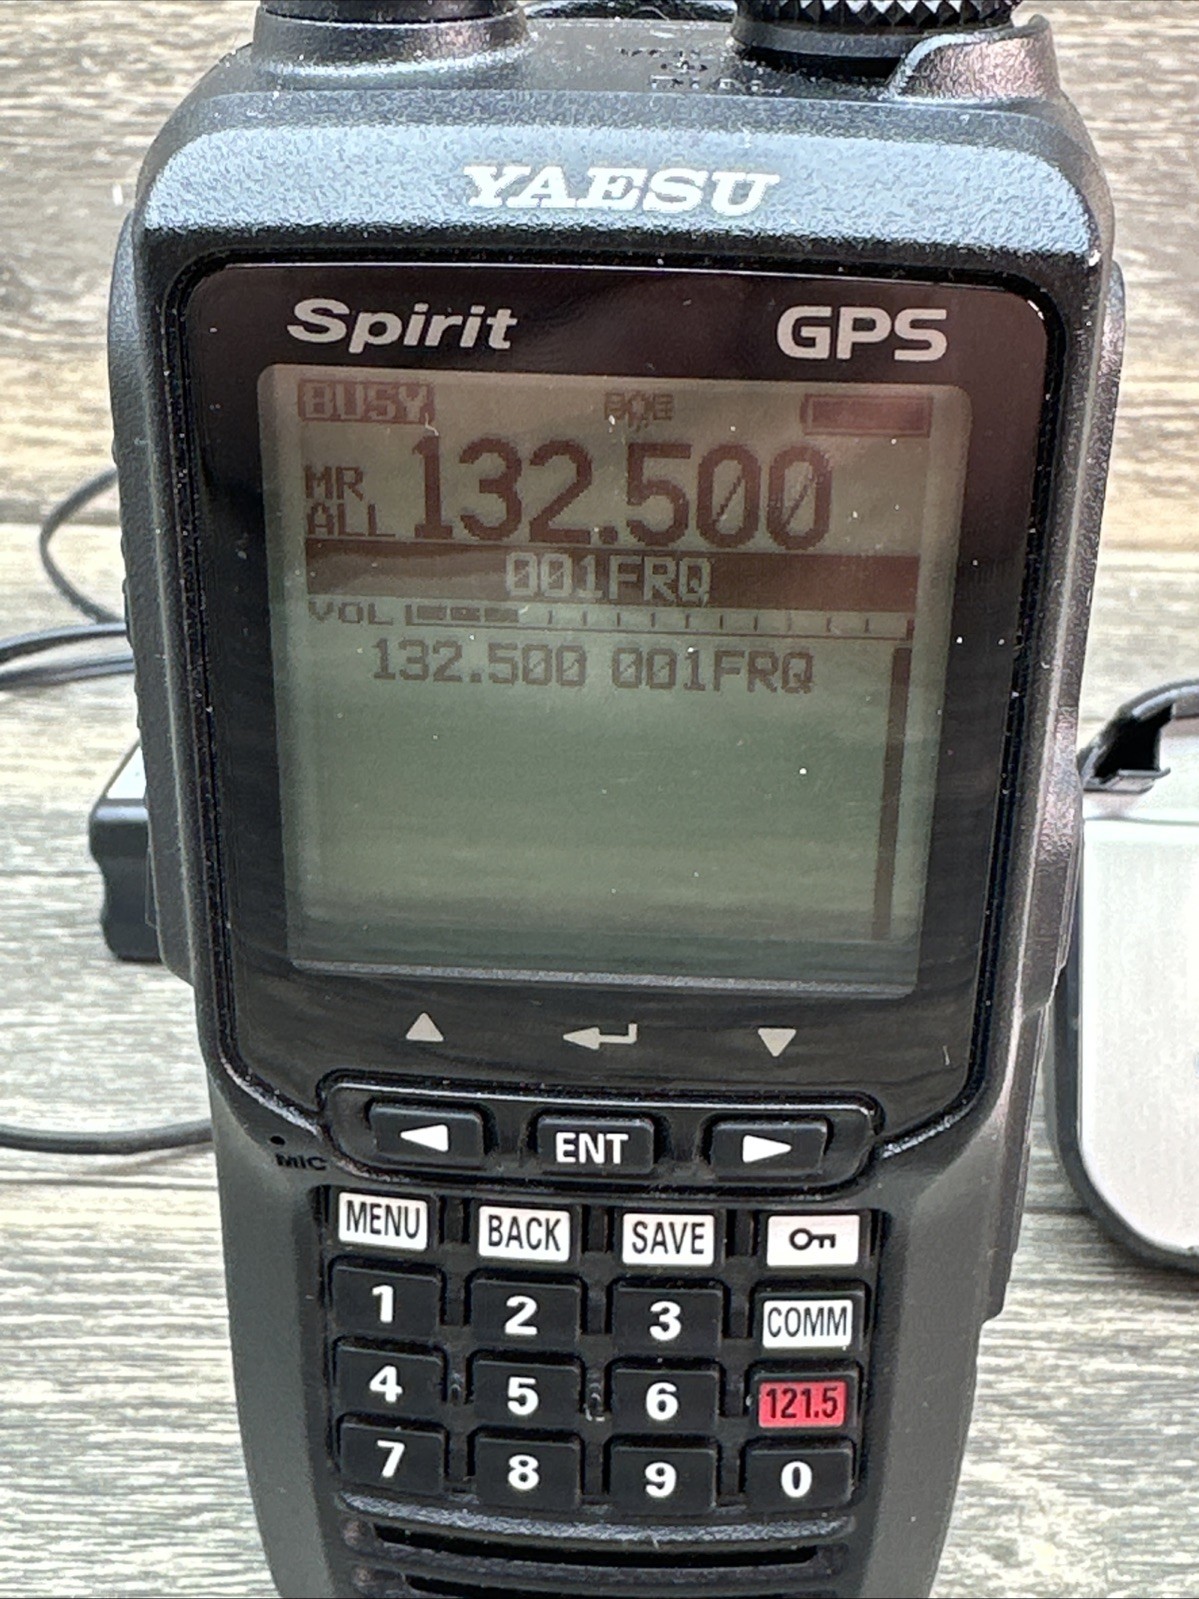 YAESU
Spirit GPS
BUSY
MR
ALL 132.500
001FRQ
VOL
132.500 001FRQ
MIC
ENT
MENU BACK SAVE
1 2 3 COMM
4 5 6 121.5
7 8 9 0